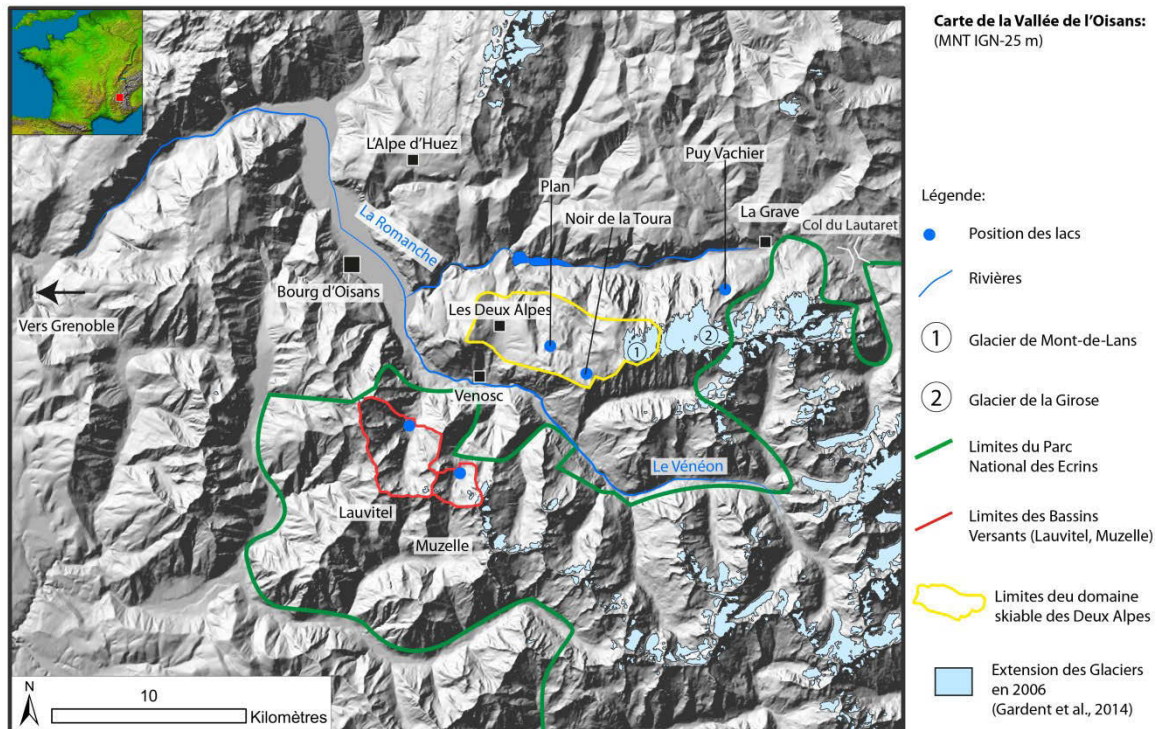 L'Alpe d'Huez
Puy Vachier
Plan
Noir de la Toura
La Grave
Col du Lautaret
La Romanche
Bourg d'Oisans
Vers Grenoble
Les Deux Alpes
1
2
Venosc
Le Vénéon
Lauvitel
Muzelle
N
10
Kilomètres
Carte de la Vallée de l'Oisans:
(MNT IGN-25 m)
Légende:
Position des lacs
Rivières
1 Glacier de Mont-de-Lans
2 Glacier de la Girose
Limites du Parc
National des Ecrins
Limites des Bassins
Versants (Lauvitel, Muzelle)
Limites deu domaine
skiable des Deux Alpes
Extension des Glaciers
en 2006
(Gardent et al., 2014)